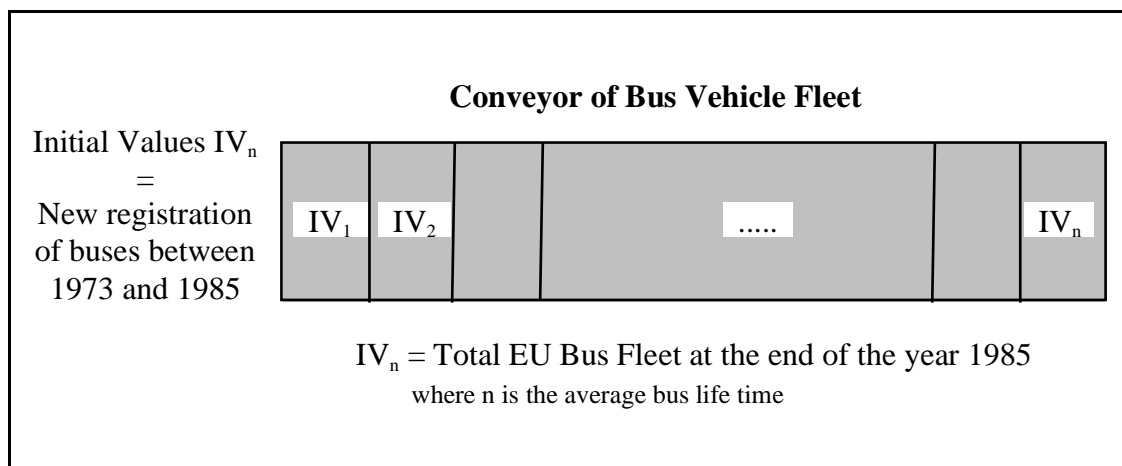 Conveyor of Bus Vehicle Fleet
Initial Values IVn
=
New registration
of buses between
1973 and 1985
IV1 IV2 ..... IVn
IVn = Total EU Bus Fleet at the end of the year 1985
where n is the average bus life time